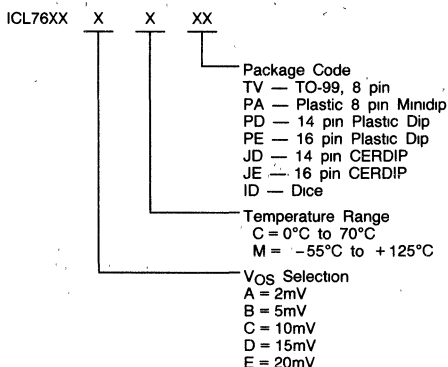 ICL76XX X X XX
Package Code
TV — TO-99, 8 pin
PA — Plastic 8 pin Minidip
PD — 14 pin Plastic Dip
PE — 16 pin Plastic Dip
JD — 14 pin CERDIP
JE — 16 pin CERDIP
ID — Dice
Temperature Range
C = 0°C to 70°C
M = -55°C to +125°C
VOS Selection
A = 2mV
B = 5mV
C = 10mV
D = 15mV
E = 20mV